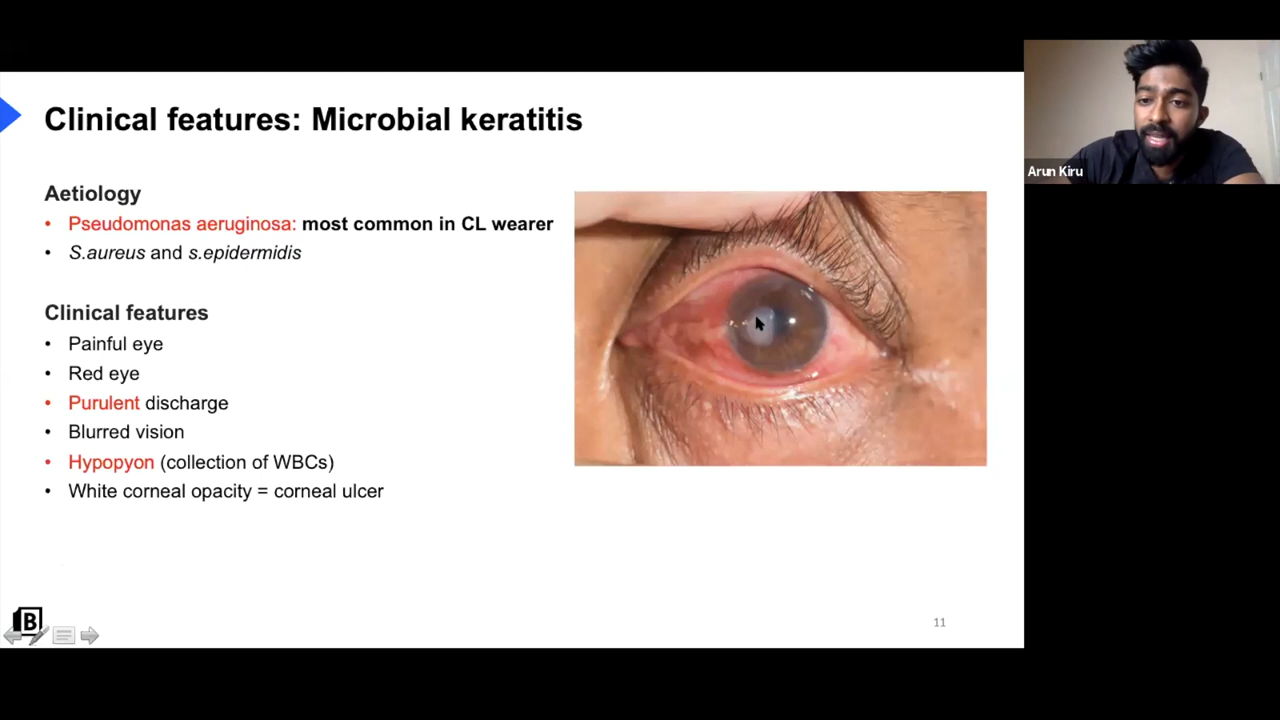 Clinical features: Microbial keratitis
Aetiology
• Pseudomonas aeruginosa: most common in CL wearer
• S.aureus and s.epidermidis
Clinical features
• Painful eye
• Red eye
• Purulent discharge
• Blurred vision
• Hypopyon (collection of WBCs)
• White corneal opacity = corneal ulcer
B
11
Arun Kiru